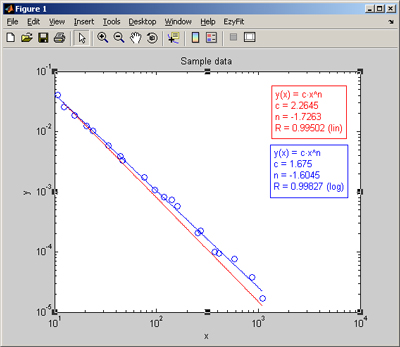 Figure 1
File Edit View Insert Tools Desktop Window Help EzyFit
Sample data
10^-1
10^-2
10^-3
10^-4
10^-5
y
10^1 10^2 10^3 10^4
x
y(x) = c·x^n
c = 2.2645
n = -1.7263
R = 0.99502 (lin)
y(x) = c·x^n
c = 1.675
n = -1.6045
R = 0.99827 (log)